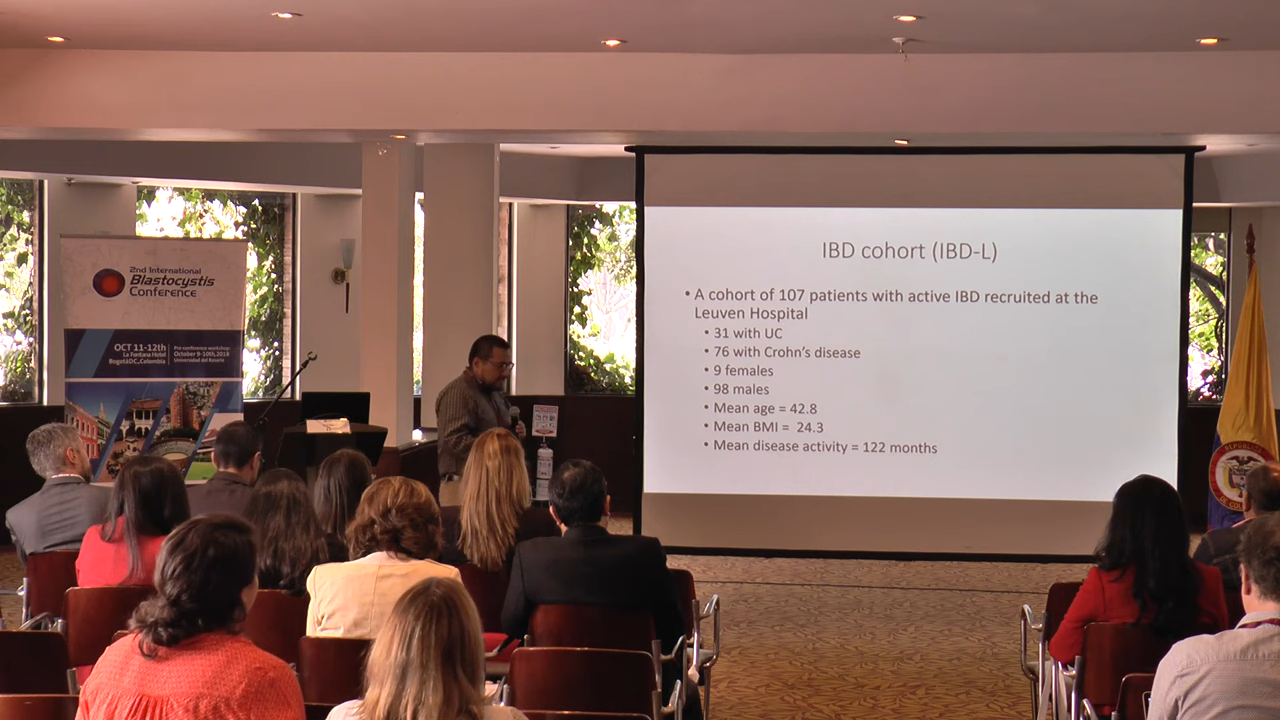 2nd International
Blastocystis
Conference
OCT 11-12th
La Fontana Hotel
Bogotá DC, Colombia
Pre-conference workshop:
October 9-10th, 2018
Universidad del Rosario
IBD cohort (IBD-L)
• A cohort of 107 patients with active IBD recruited at the
Leuven Hospital
• 31 with UC
• 76 with Crohn's disease
• 9 females
• 98 males
• Mean age = 42.8
• Mean BMI = 24.3
• Mean disease activity = 122 months
REPUBLICA
DE COL